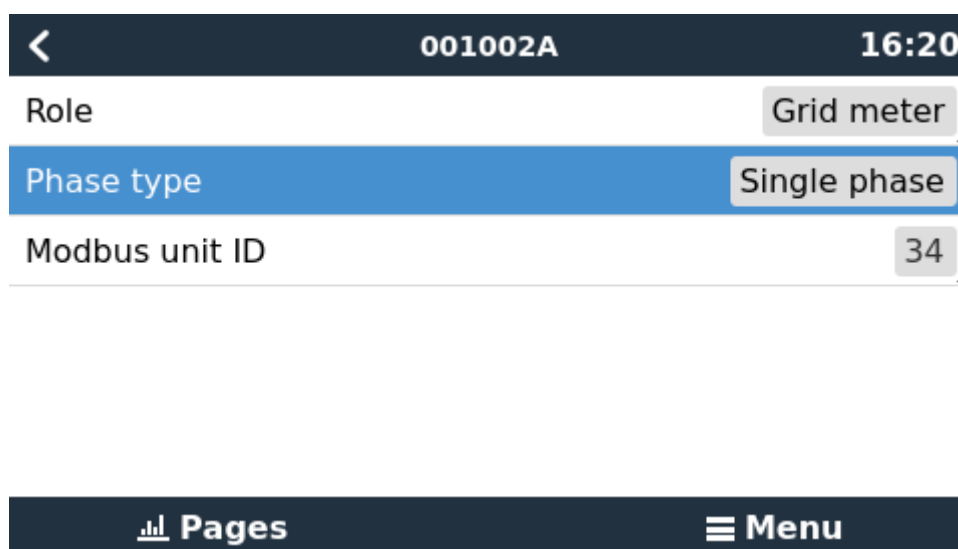 001002A 16:20
Role Grid meter
Phase type Single phase
Modbus unit ID 34
Pages Menu